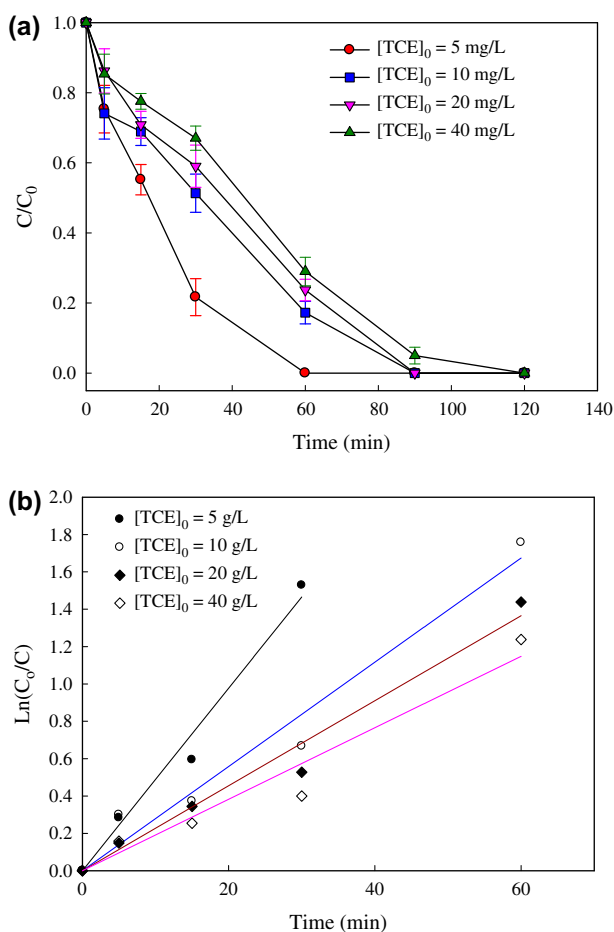 (a)
[TCE]0 = 5 mg/L
[TCE]0 = 10 mg/L
[TCE]0 = 20 mg/L
[TCE]0 = 40 mg/L
C/C0
1.0
0.8
0.6
0.4
0.2
0.0
0 20 40 60 80 100 120 140
Time (min)
(b)
[TCE]0 = 5 g/L
[TCE]0 = 10 g/L
[TCE]0 = 20 g/L
[TCE]0 = 40 g/L
Ln(Co/C)
2.0
1.8
1.6
1.4
1.2
1.0
0.8
0.6
0.4
0.2
0.0
0 20 40 60
Time (min)